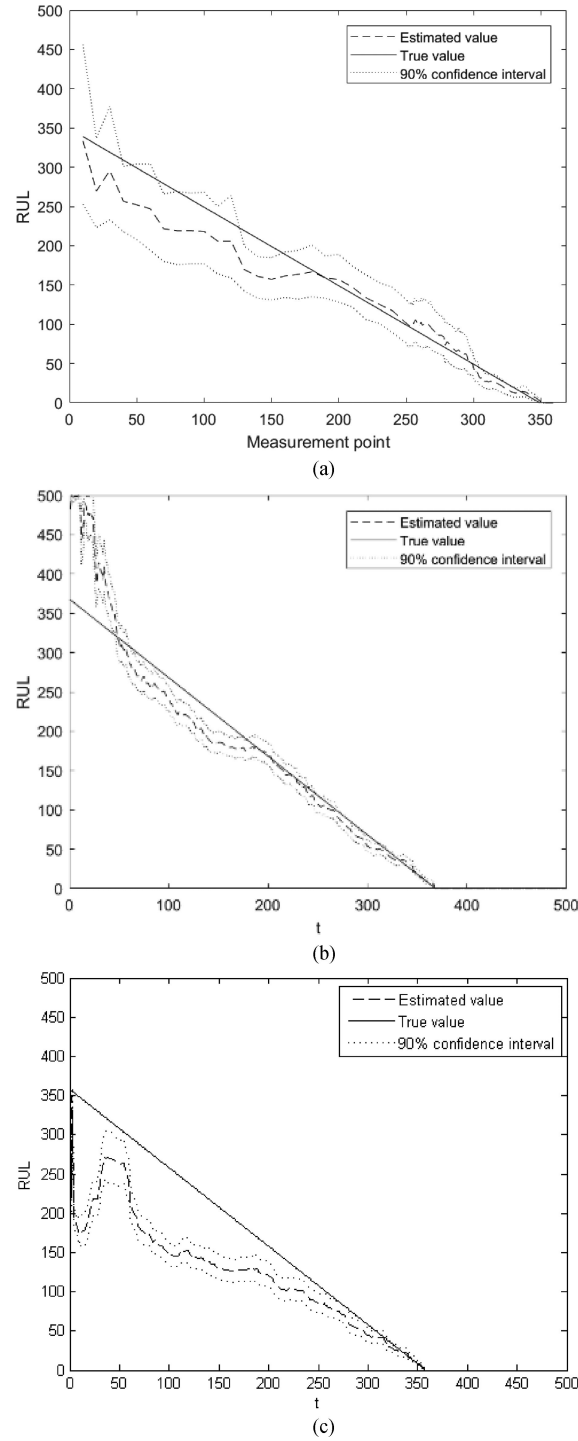 500
450
400
350
300
250
200
150
100
50
0
RUL
Estimated value
True value
90% confidence interval
0 50 100 150 200 250 300 350
Measurement point
(a)
500
450
400
350
300
250
200
150
100
50
0
RUL
Estimated value
True value
90% confidence interval
0 100 200 300 400 500
t
(b)
500
450
400
350
300
250
200
150
100
50
0
RUL
Estimated value
True value
90% confidence interval
0 50 100 150 200 250 300 350 400 450 500
t
(c)